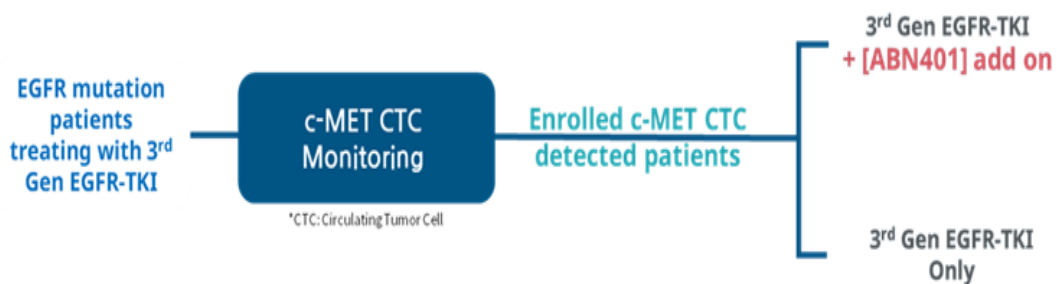 EGFR mutation
patients
treating with 3rd
Gen EGFR-TKI
c-MET CTC
Monitoring
*CTC: Circulating Tumor Cell
Enrolled c-MET CTC
detected patients
3rd Gen EGFR-TKI
+ [ABN401] add on
3rd Gen EGFR-TKI
Only